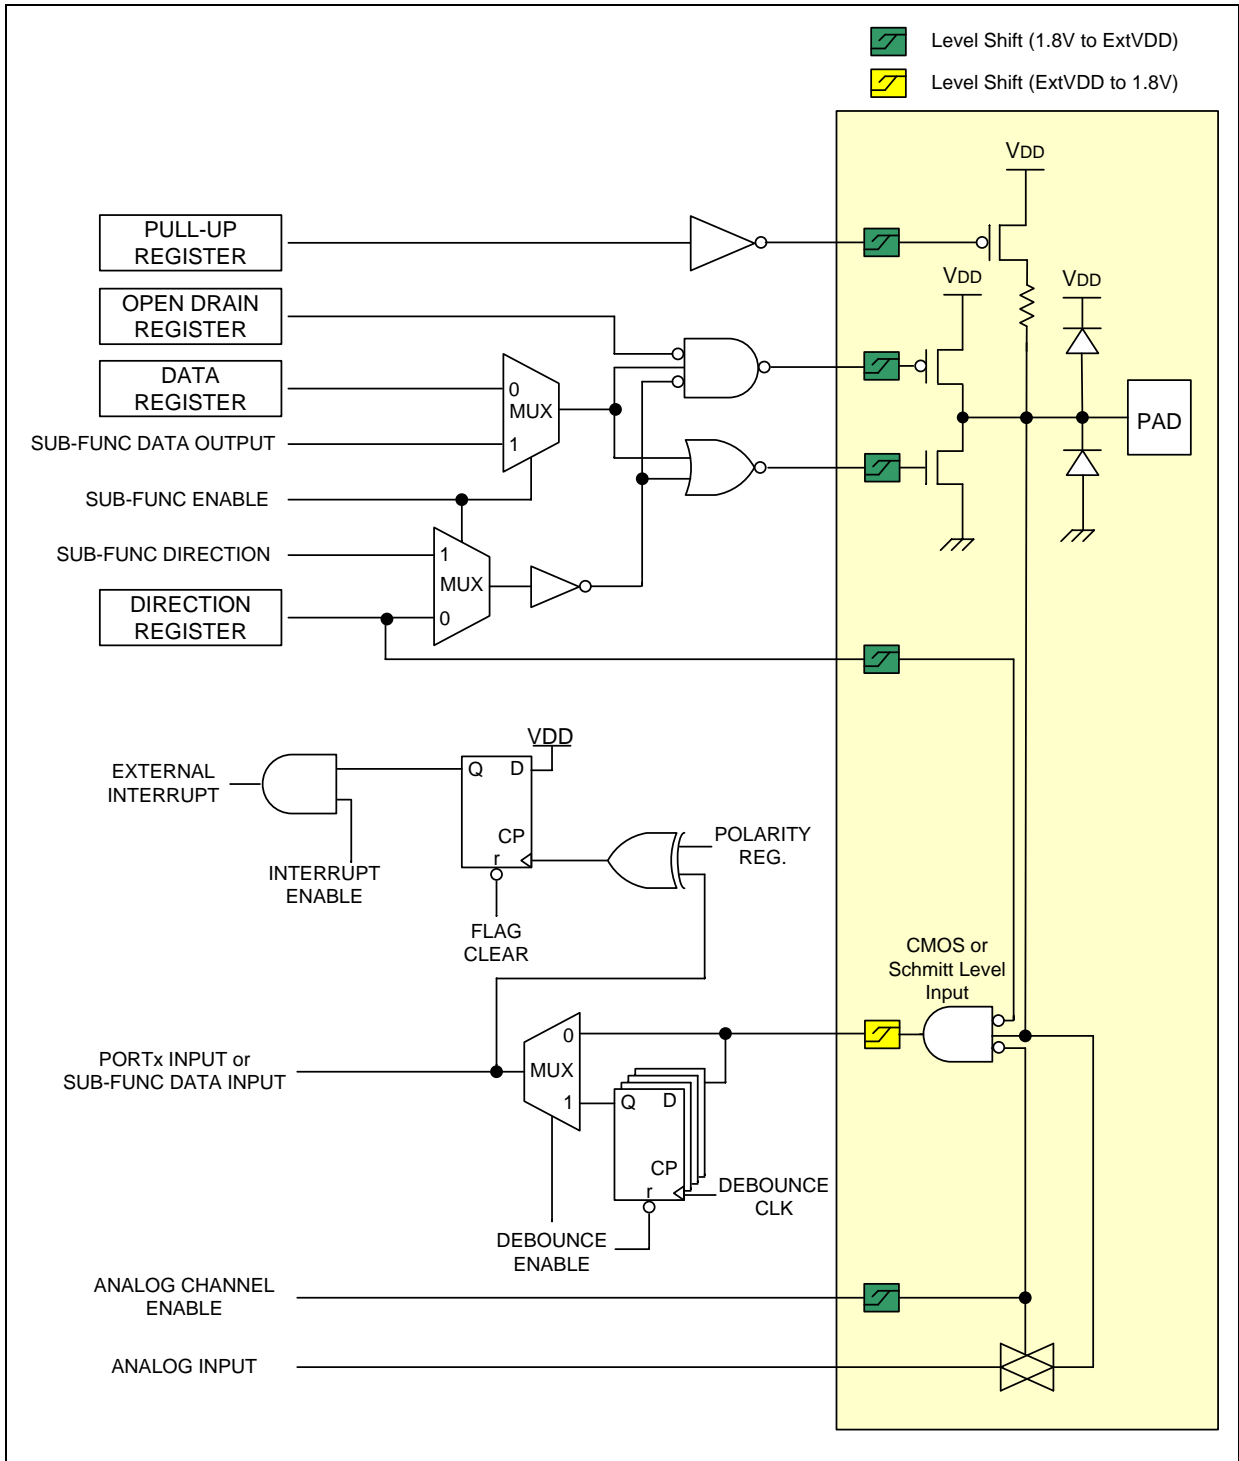 Level Shift (1.8V to ExtVDD)
Level Shift (ExtVDD to 1.8V)
VDD
PULL-UP
REGISTER
VDD
VDD
OPEN DRAIN
REGISTER
DATA
REGISTER
0
MUX
1
PAD
SUB-FUNC DATA OUTPUT
SUB-FUNC ENABLE
SUB-FUNC DIRECTION
1
MUX
0
DIRECTION
REGISTER
VDD
Q D
CP
r
EXTERNAL
INTERRUPT
POLARITY
REG.
INTERRUPT
ENABLE
FLAG
CLEAR
CMOS or
Schmitt Level
Input
PORTx INPUT or
SUB-FUNC DATA INPUT
0
MUX
1
Q D
CP
r
DEBOUNCE
CLK
DEBOUNCE
ENABLE
ANALOG CHANNEL
ENABLE
ANALOG INPUT